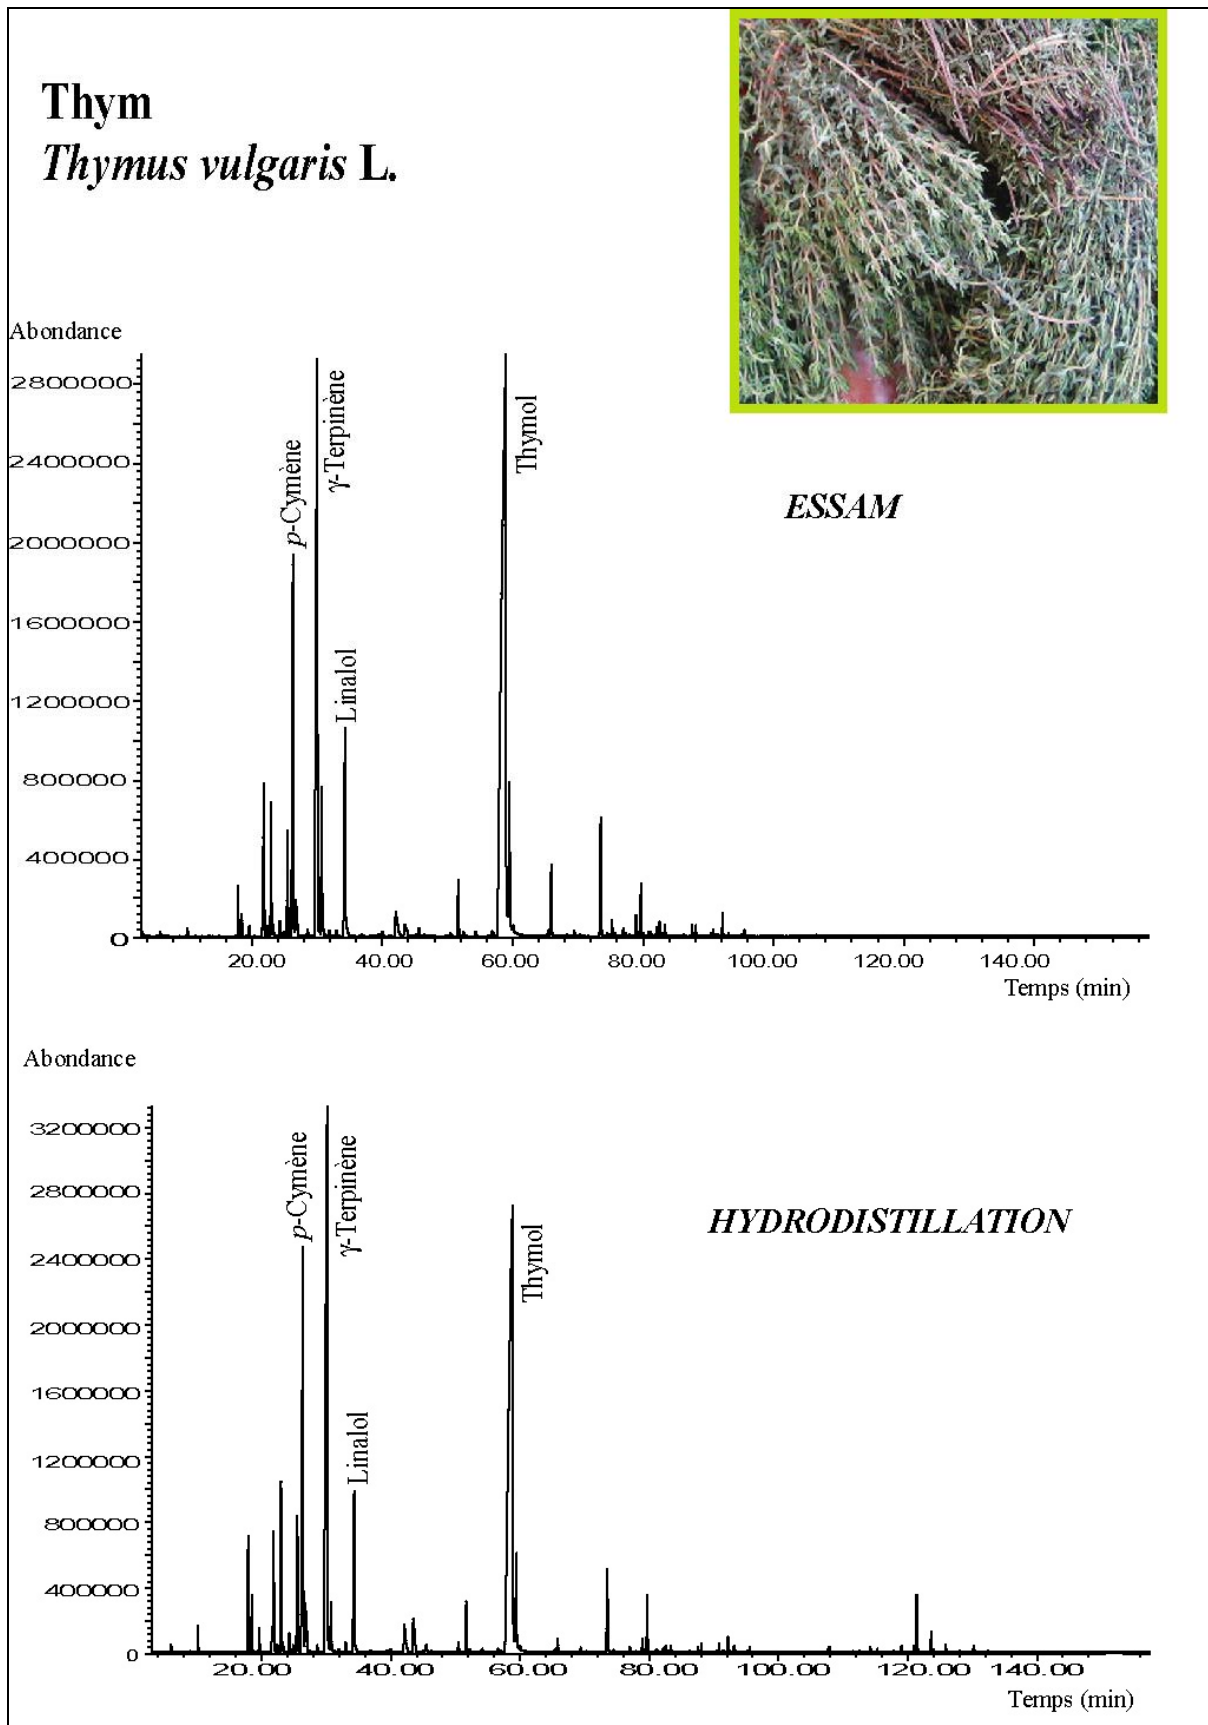 Thym
Thymus vulgaris L.
Abondance
2800000
2400000
2000000
1600000
1200000
800000
400000
0
p-Cymène
γ-Terpinène
Linalol
Thymol
ESSAM
20.00 40.00 60.00 80.00 100.00 120.00 140.00
Temps (min)
Abondance
3200000
2800000
2400000
2000000
1600000
1200000
800000
400000
0
p-Cymène
γ-Terpinène
Linalol
Thymol
HYDRODISTILLATION
20.00 40.00 60.00 80.00 100.00 120.00 140.00
Temps (min)